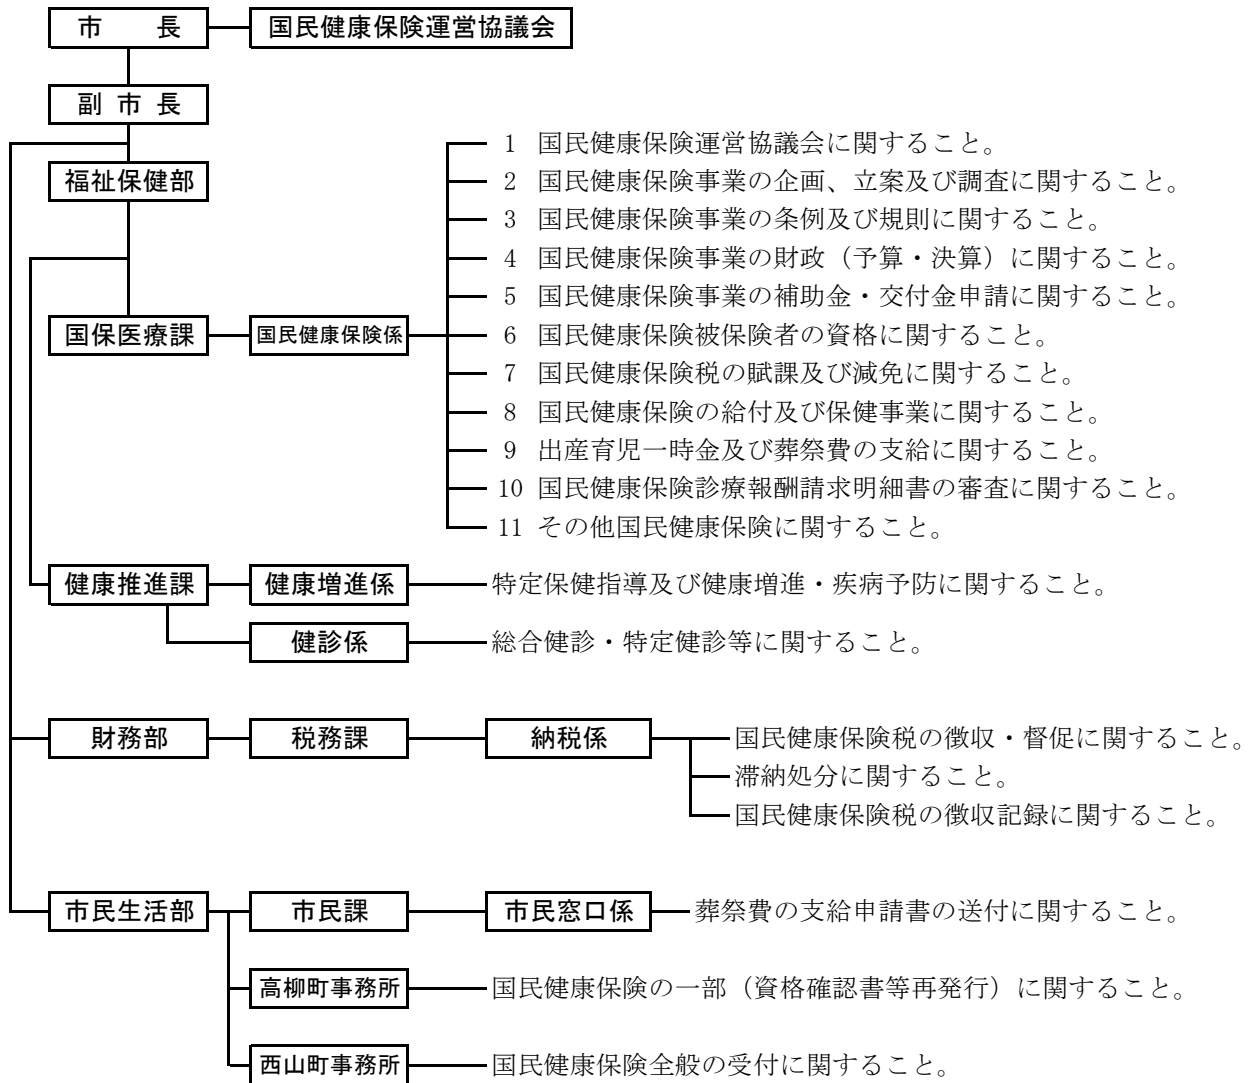 市　　長　国民健康保険運営協議会
副 市 長
福祉保健部
1 国民健康保険運営協議会に関すること。
2 国民健康保険事業の企画、立案及び調査に関すること。
3 国民健康保険事業の条例及び規則に関すること。
4 国民健康保険事業の財政（予算・決算）に関すること。
5 国民健康保険事業の補助金・交付金申請に関すること。
国保医療課　国民健康保険係
6 国民健康保険被保険者の資格に関すること。
7 国民健康保険税の賦課及び減免に関すること。
8 国民健康保険の給付及び保健事業に関すること。
9 出産育児一時金及び葬祭費の支給に関すること。
10 国民健康保険診療報酬請求明細書の審査に関すること。
11 その他国民健康保険に関すること。
健康推進課　健康増進係　特定保健指導及び健康増進・疾病予防に関すること。
健診係　総合健診・特定健診等に関すること。
財務部　税務課　納税係　国民健康保険税の徴収・督促に関すること。
滞納処分に関すること。
国民健康保険税の徴収記録に関すること。
市民生活部　市民課　市民窓口係　葬祭費の支給申請書の送付に関すること。
高柳町事務所　国民健康保険の一部（資格確認書等再発行）に関すること。
西山町事務所　国民健康保険全般の受付に関すること。